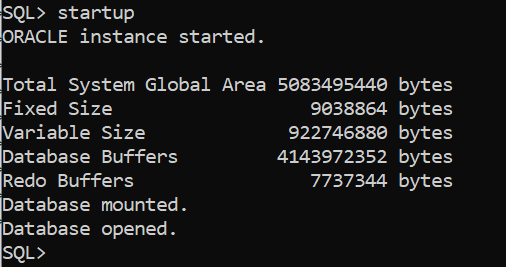 SQL> startup
ORACLE instance started.

Total System Global Area 5083495440 bytes
Fixed Size                  9038864 bytes
Variable Size             922746880 bytes
Database Buffers         4143972352 bytes
Redo Buffers                7737344 bytes
Database mounted.
Database opened.
SQL>